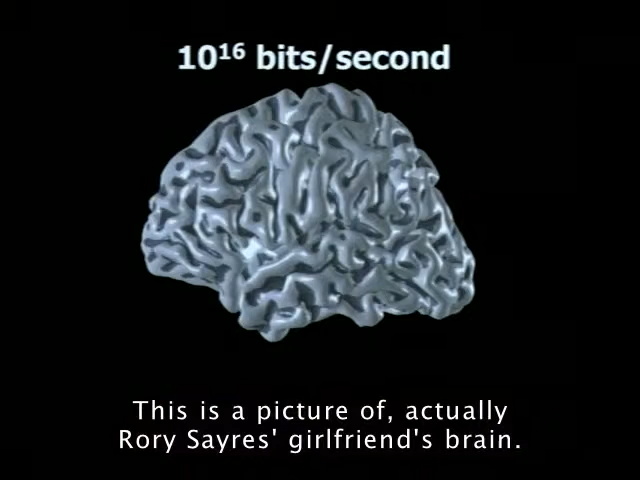 10¹⁶ bits/second
This is a picture of, actually
Rory Sayres' girlfriend's brain.